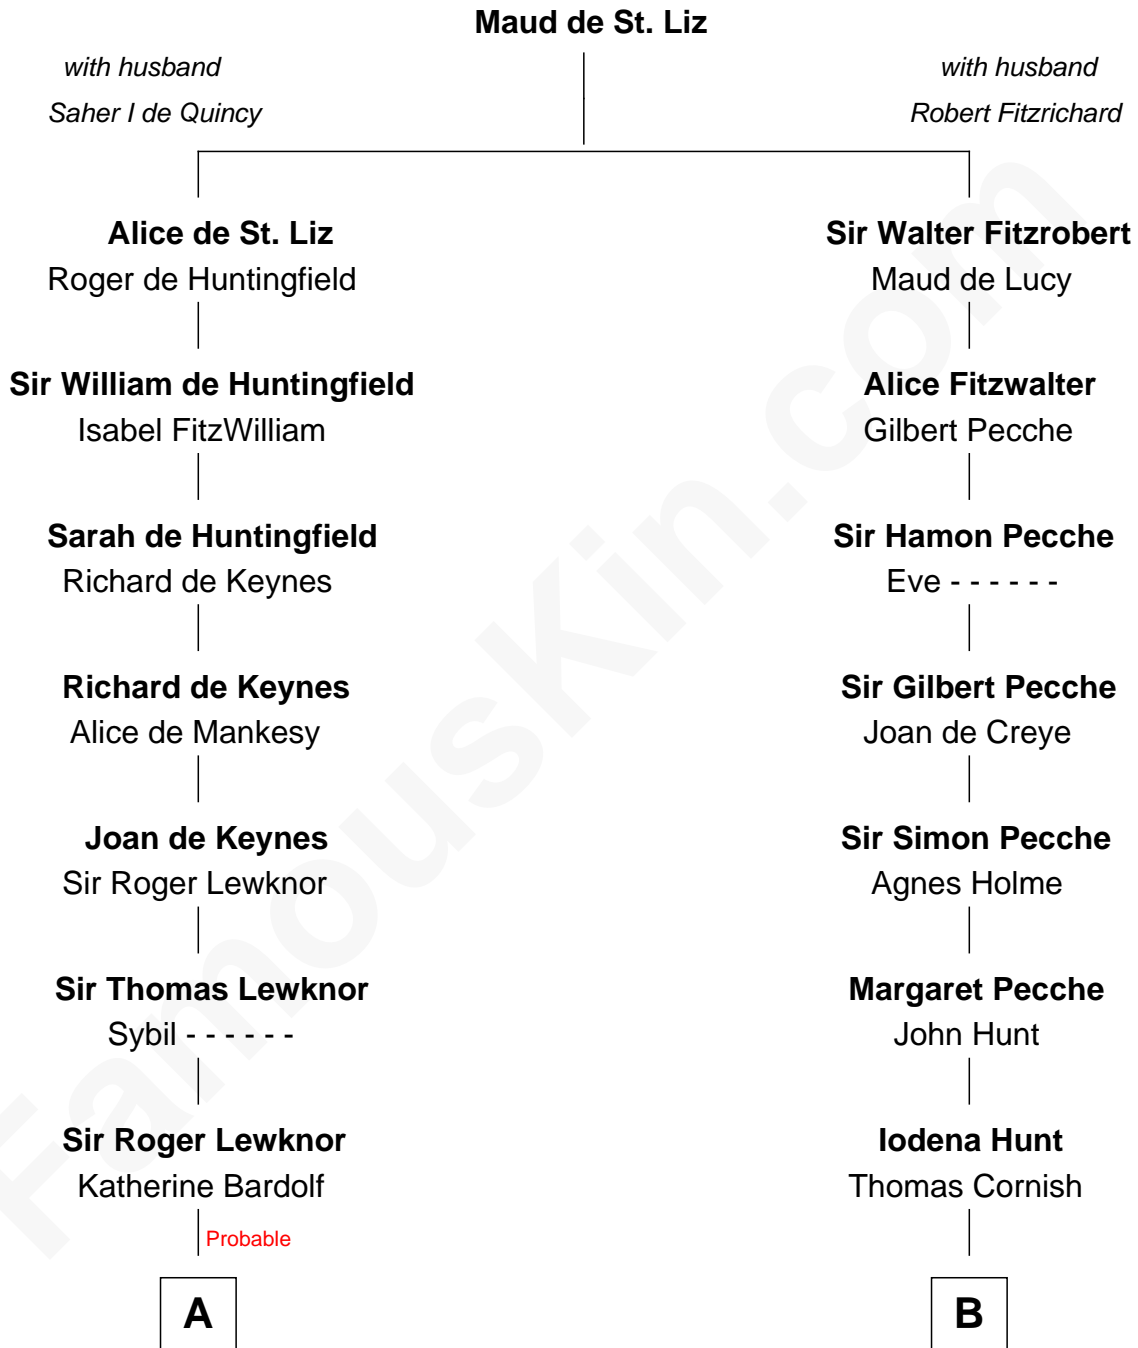 Maud de St. Liz
with husband
Saher I de Quincy
with husband
Robert Fitzrichard
Alice de St. Liz
Roger de Huntingfield
Sir William de Huntingfield
Isabel FitzWilliam
Sarah de Huntingfield
Richard de Keynes
Richard de Keynes
Alice de Mankesy
Joan de Keynes
Sir Roger Lewknor
Sir Thomas Lewknor
Sybil - - - - - -
Sir Roger Lewknor
Katherine Bardolf
Probable
A
Sir Walter Fitzrobert
Maud de Lucy
Alice Fitzwalter
Gilbert Pecche
Sir Hamon Pecche
Eve - - - - - -
Sir Gilbert Pecche
Joan de Creye
Sir Simon Pecche
Agnes Holme
Margaret Pecche
John Hunt
Iodena Hunt
Thomas Cornish
B
FamousKin.com